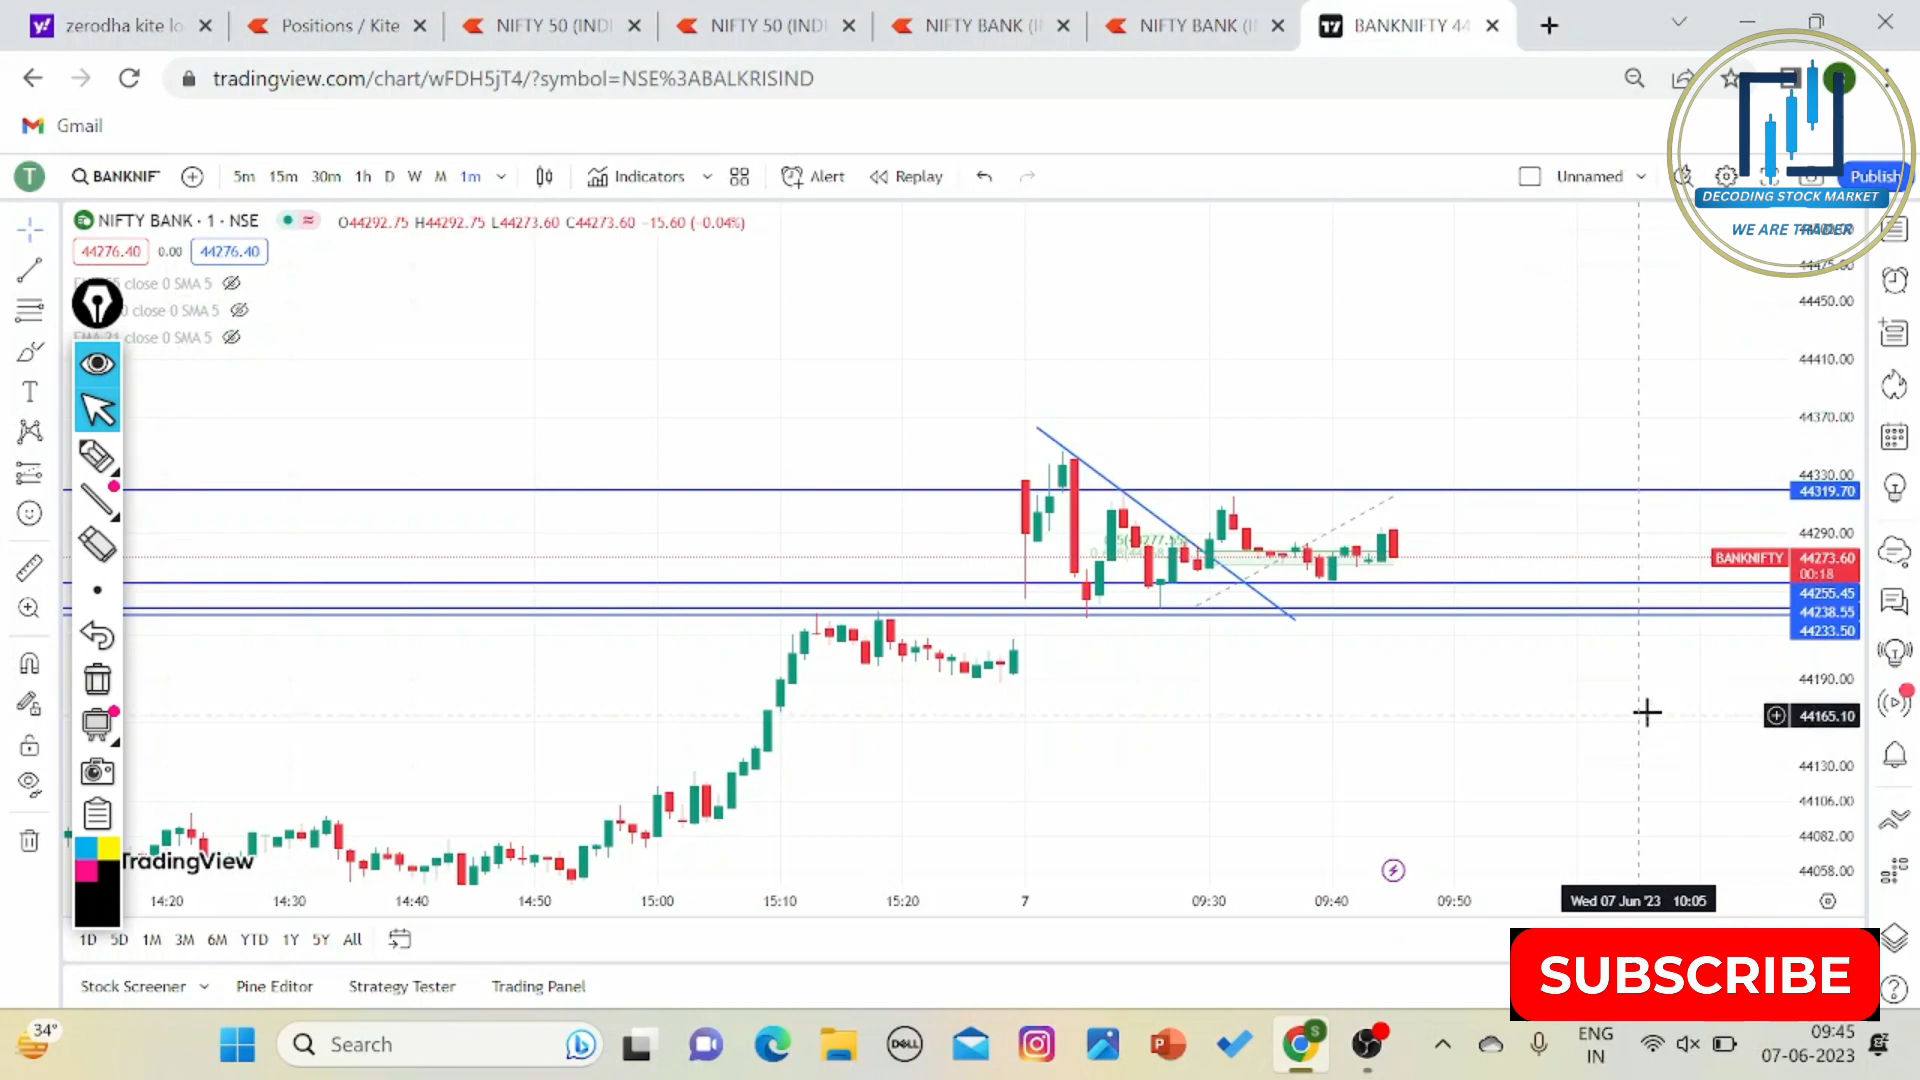 zerodha kite lo
Positions / Kite
NIFTY 50 (INDI
NIFTY 50 (INDI
NIFTY BANK (I
NIFTY BANK (I
BANKNIFTY 44
tradingview.com/chart/wFDH5jT4/?symbol=NSE%3ABALKRISIND
Gmail
T
BANKNIF
5m 15m 30m 1h D W M 1m
Indicators
Alert
Replay
Unnamed
Publish
DECODING STOCK MARKET
WE ARE TRADER
NIFTY BANK · 1 · NSE
O44292.75 H44292.75 L44273.60 C44273.60 −15.60 (−0.04%)
44276.40 0.00 44276.40
close 0 SMA 5
close 0 SMA 5
EMA 21 close 0 SMA 5
44450.00
44410.00
44370.00
44330.00
44319.70
44290.00
BANKNIFTY 44273.60
00:18
44255.45
44238.55
44233.50
44190.00
44165.10
44130.00
44106.00
44082.00
44058.00
TradingView
14:20 14:30 14:40 14:50 15:00 15:10 15:20 7 09:30 09:40 09:50
Wed 07 Jun '23 10:05
1D 5D 1M 3M 6M YTD 1Y 5Y All
SUBSCRIBE
Stock Screener Pine Editor Strategy Tester Trading Panel
34°
Search
DELL
S
ENG
IN
09:45
07-06-2023